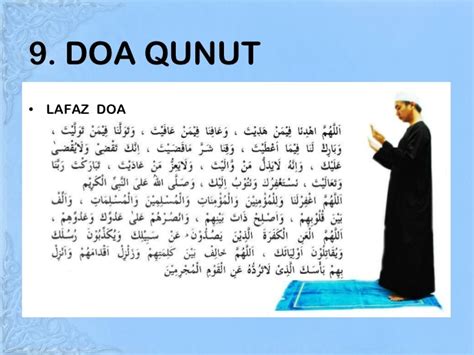 9. DOA QUNUT
• LAFAZ DOA
اَللّٰهُمَّ اهْدِنَا فِيْمَنْ هَدَيْتَ ، وَعَافِنَا فِيْمَنْ عَافَيْتَ ، وَتَوَلَّنَا فِيْمَنْ تَوَلَّيْتَ ،
وَبَارِكْ لَنَا فِيْمَا اَعْطَيْتَ ، وَقِنَا شَرَّ مَاقَضَيْتَ ، اِنَّكَ تَقْضِىْ وَلَايُقْضٰى
عَلَيْكَ ، وَاِنَّهُ لَايَذِلُّ مَنْ وَّالَيْتَ ، وَلَايَعِزُّ مَنْ عَادَيْتَ ، تَبَارَكْتَ رَبَّنَا
وَتَعَالَيْتَ ، نَسْتَغْفِرُكَ وَنَتُوْبُ اِلَيْكَ ، وَصَلَّى اللهُ عَلَى النَّبِىِّ الْكَرِيْمِ
اَللّٰهُمَّ اغْفِرْلَنَا وَلِلْمُؤْمِنِيْنَ وَالْمُؤْمِنَاتِ وَالْمُسْلِمِيْنَ وَالْمُسْلِمَاتِ ، وَاَلِّفْ
بَيْنَ قُلُوْبِهِمْ ، وَاَصْلِحْ ذَاتَ بَيْنِهِمْ ، وَانْصُرْهُمْ عَلٰى عَدُوِّكَ وَعَدُوِّهِمْ ،
اَللّٰهُمَّ الْعَنِ الْكَفَرَةَ الَّذِيْنَ يَصُدُّوْنَ عَنْ سَبِيْلِكَ وَيُكَذِّبُوْنَ رُسُلَكَ
وَيُقَاتِلُوْنَ اَوْلِيَائَكَ ، اَللّٰهُمَّ خَالِفْ بَيْنَ كَلِمَتِهِمْ وَزَلْزِلْ اَقْدَامَهُمْ وَاَنْزِلْ
بِهِمْ بَأْسَكَ الَّذِىْ لَاتَرُدُّهُ عَنِ الْقَوْمِ الْمُجْرِمِيْنَ